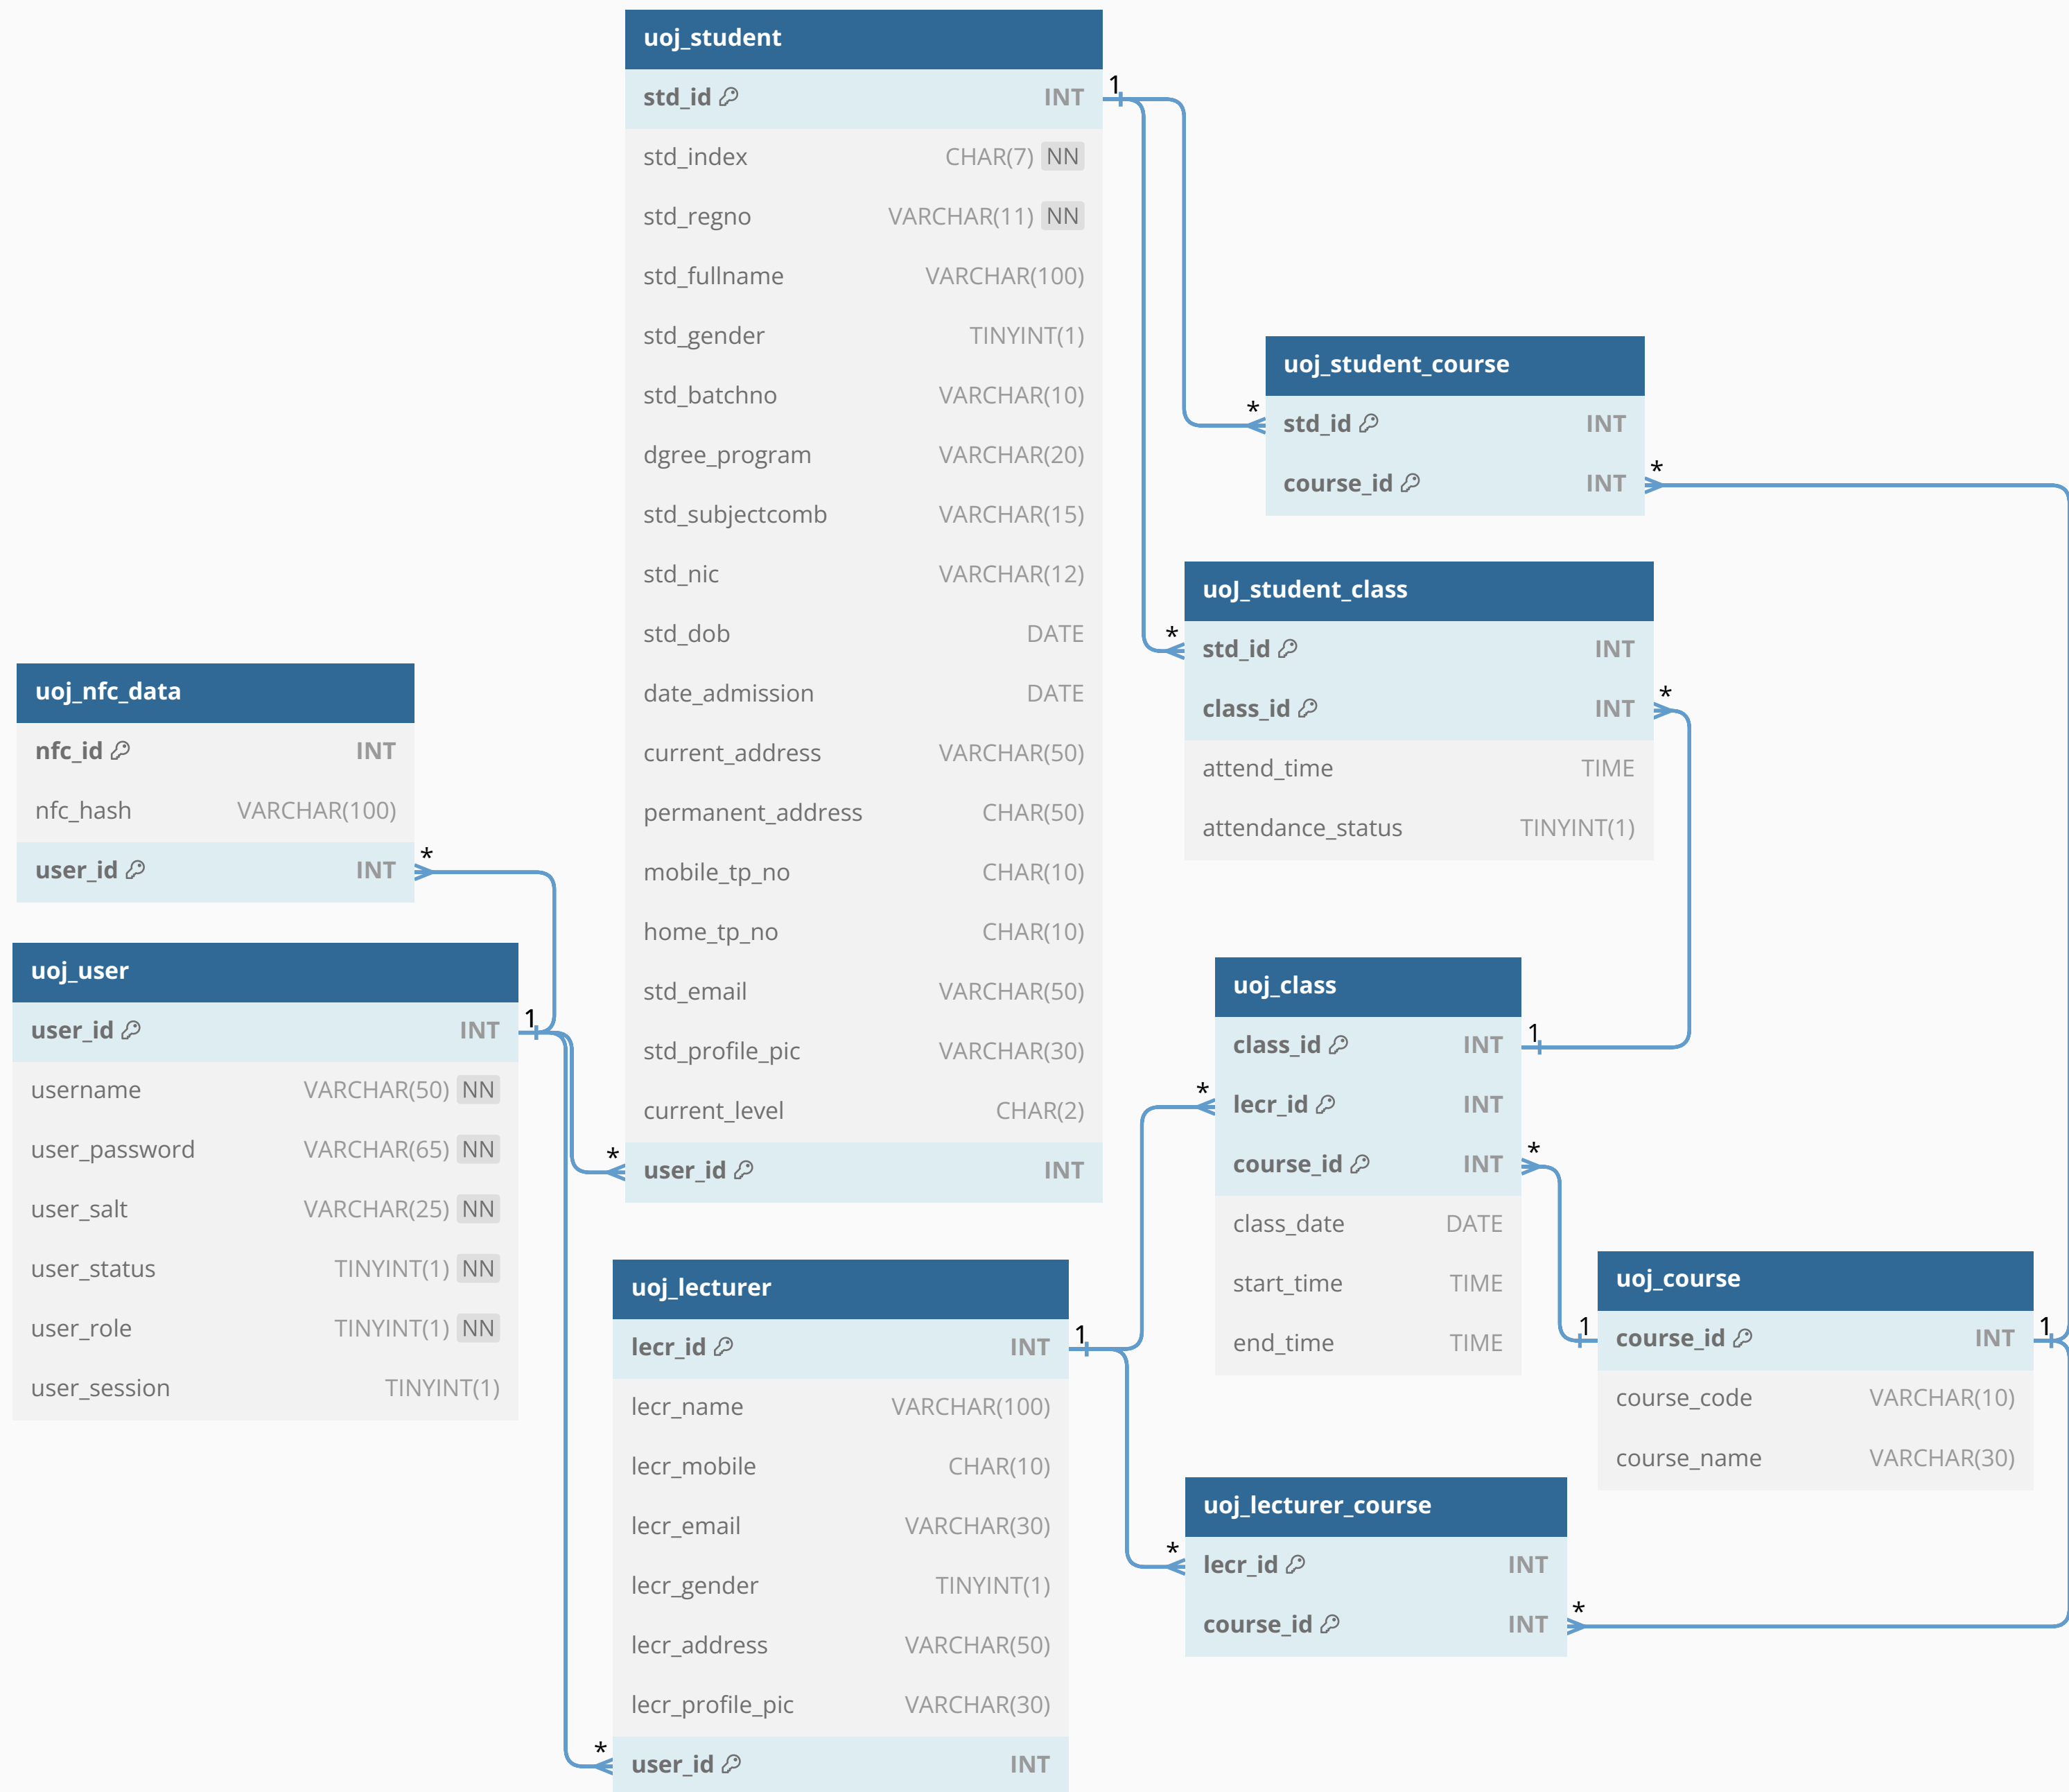 uoj_student
std_id INT
std_index CHAR(7) NN
std_regno VARCHAR(11) NN
std_fullname VARCHAR(100)
std_gender TINYINT(1)
std_batchno VARCHAR(10)
dgree_program VARCHAR(20)
std_subjectcomb VARCHAR(15)
std_nic VARCHAR(12)
std_dob DATE
date_admission DATE
current_address VARCHAR(50)
permanent_address CHAR(50)
mobile_tp_no CHAR(10)
home_tp_no CHAR(10)
std_email VARCHAR(50)
std_profile_pic VARCHAR(30)
current_level CHAR(2)
* user_id INT
1
uoj_student_course
* std_id INT
course_id INT *
uoJ_student_class
* std_id INT
class_id INT *
attend_time TIME
attendance_status TINYINT(1)
uoj_nfc_data
nfc_id INT
nfc_hash VARCHAR(100)
user_id INT *
uoj_user
user_id INT 1
username VARCHAR(50) NN
user_password VARCHAR(65) NN
user_salt VARCHAR(25) NN
user_status TINYINT(1) NN
user_role TINYINT(1) NN
user_session TINYINT(1)
uoj_class
class_id INT 1
* lecr_id INT
course_id INT *
class_date DATE
start_time TIME
end_time TIME
uoj_lecturer
lecr_id INT 1
lecr_name VARCHAR(100)
lecr_mobile CHAR(10)
lecr_email VARCHAR(30)
lecr_gender TINYINT(1)
lecr_address VARCHAR(50)
lecr_profile_pic VARCHAR(30)
* user_id INT
uoj_course
1 course_id INT 1
course_code VARCHAR(10)
course_name VARCHAR(30)
uoj_lecturer_course
* lecr_id INT
course_id INT *